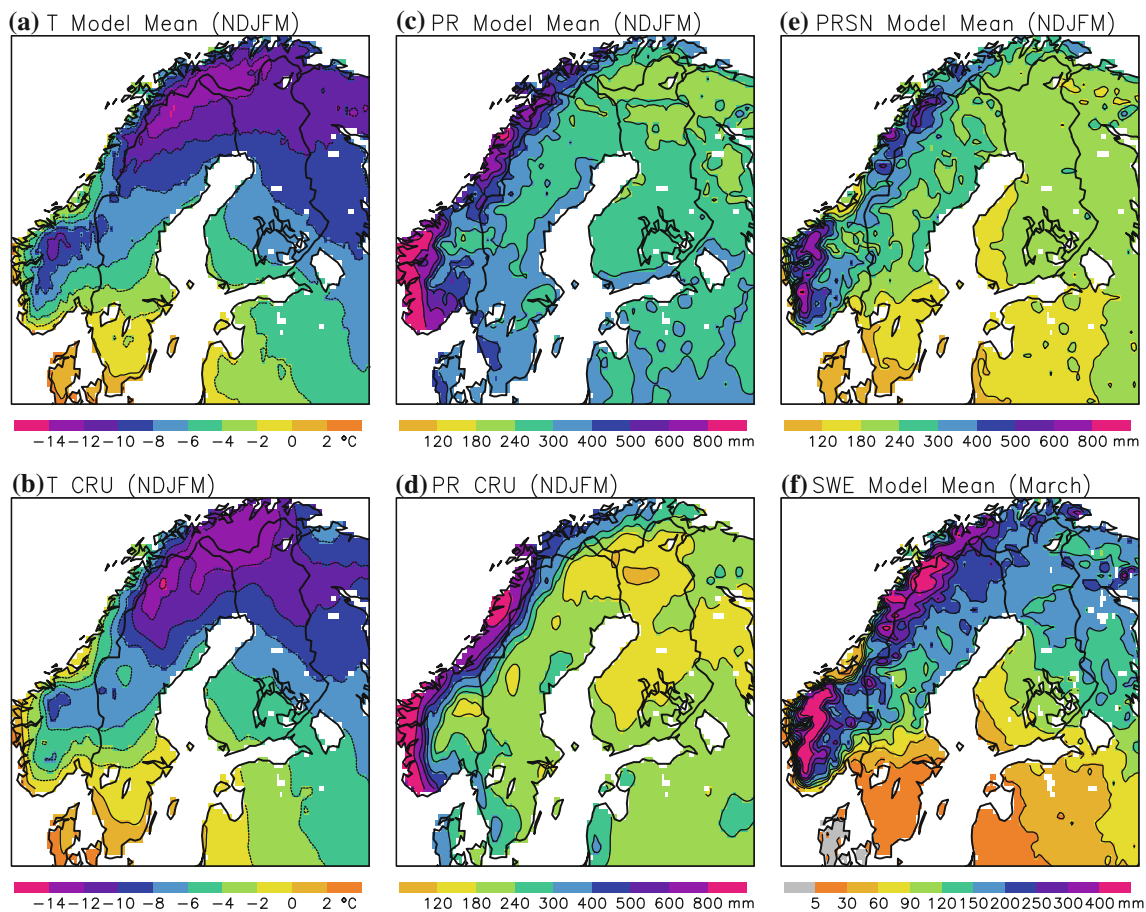 (a) T Model Mean (NDJFM)
(c) PR Model Mean (NDJFM)
(e) PRSN Model Mean (NDJFM)
−14−12−10 −8 −6 −4 −2 0 2 °C
120 180 240 300 400 500 600 800 mm
120 180 240 300 400 500 600 800 mm
(b) T CRU (NDJFM)
(d) PR CRU (NDJFM)
(f) SWE Model Mean (March)
−14−12−10 −8 −6 −4 −2 0 2 °C
120 180 240 300 400 500 600 800 mm
5 30 60 90 120 150 200 250 300 400 mm